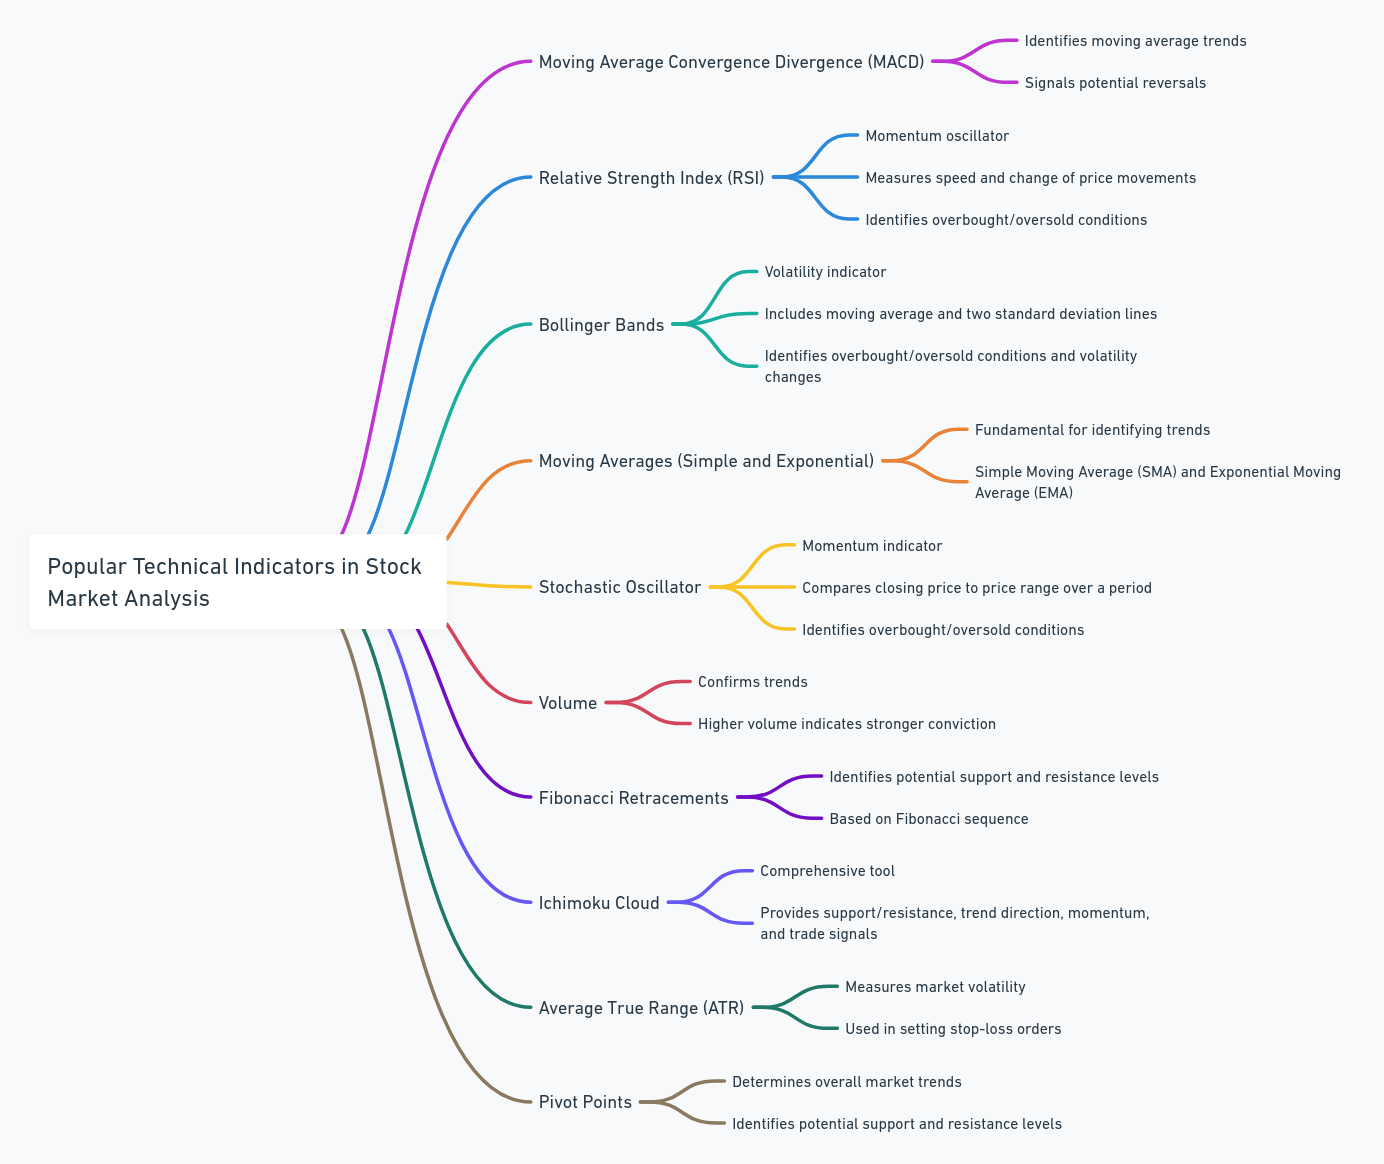 Popular Technical Indicators in Stock
Market Analysis
Moving Average Convergence Divergence (MACD)
Identifies moving average trends
Signals potential reversals
Relative Strength Index (RSI)
Momentum oscillator
Measures speed and change of price movements
Identifies overbought/oversold conditions
Bollinger Bands
Volatility indicator
Includes moving average and two standard deviation lines
Identifies overbought/oversold conditions and volatility
changes
Moving Averages (Simple and Exponential)
Fundamental for identifying trends
Simple Moving Average (SMA) and Exponential Moving
Average (EMA)
Stochastic Oscillator
Momentum indicator
Compares closing price to price range over a period
Identifies overbought/oversold conditions
Volume
Confirms trends
Higher volume indicates stronger conviction
Fibonacci Retracements
Identifies potential support and resistance levels
Based on Fibonacci sequence
Ichimoku Cloud
Comprehensive tool
Provides support/resistance, trend direction, momentum,
and trade signals
Average True Range (ATR)
Measures market volatility
Used in setting stop-loss orders
Pivot Points
Determines overall market trends
Identifies potential support and resistance levels